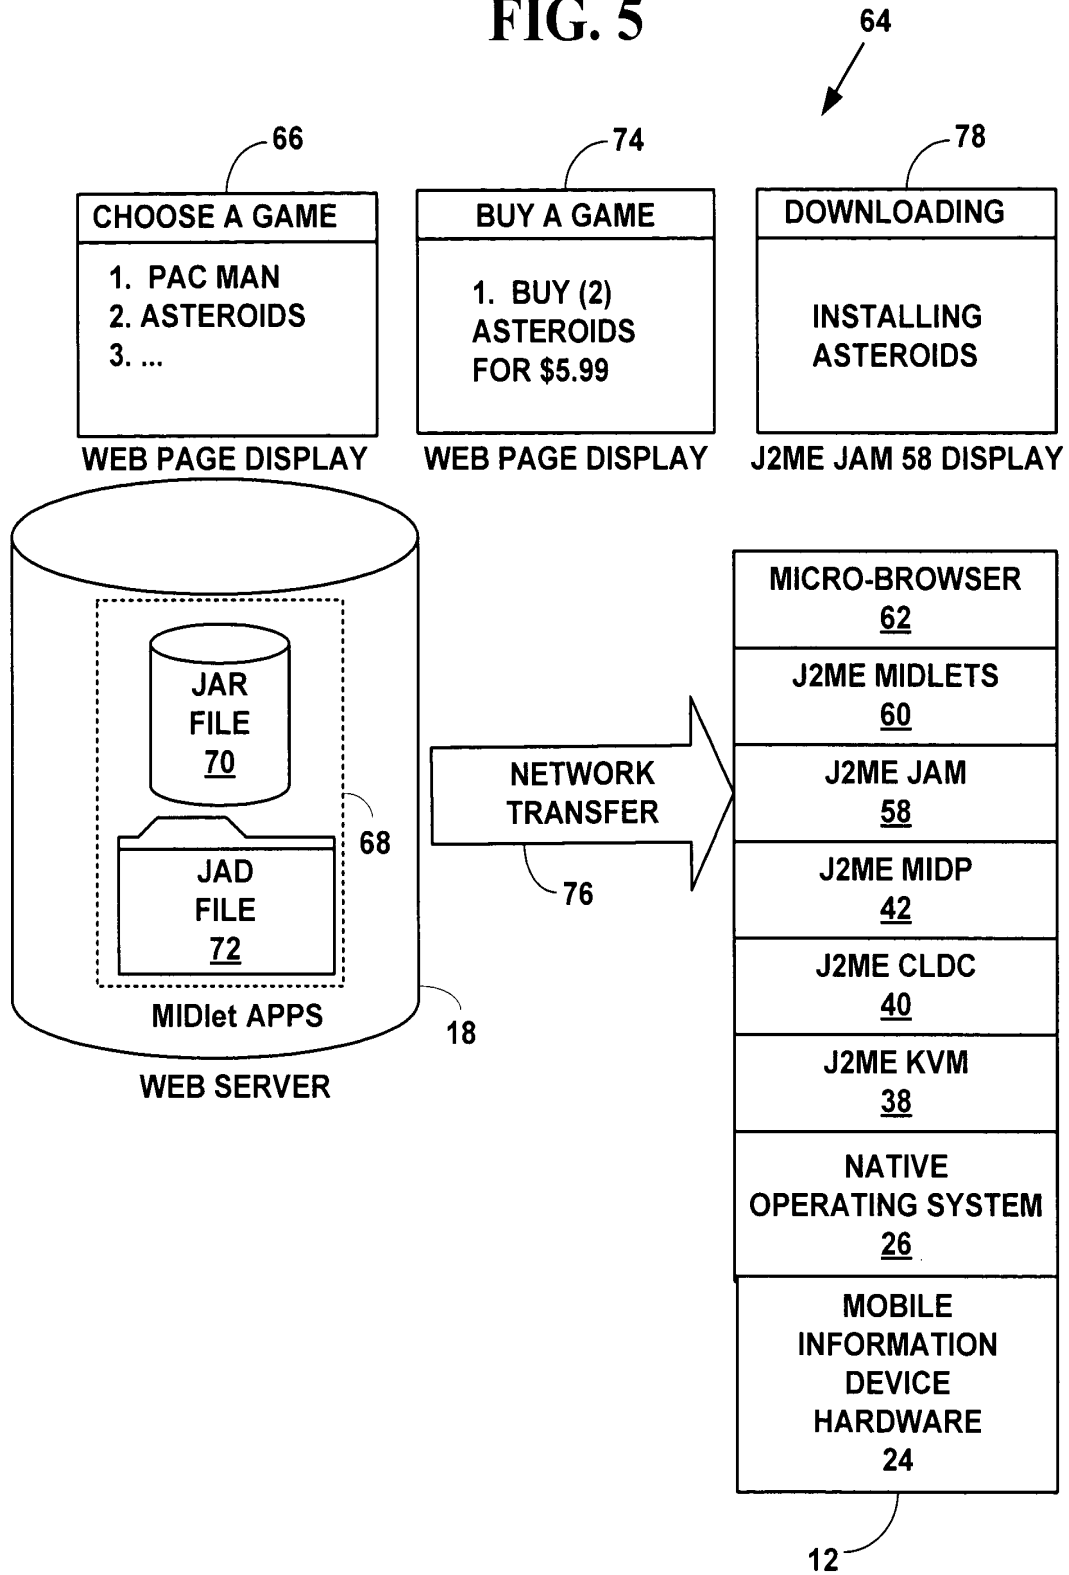 FIG. 5
64
66
74
78
CHOOSE A GAME
1. PAC MAN
2. ASTEROIDS
3. ...
WEB PAGE DISPLAY
BUY A GAME
1. BUY (2)
ASTEROIDS
FOR $5.99
WEB PAGE DISPLAY
DOWNLOADING
INSTALLING
ASTEROIDS
J2ME JAM 58 DISPLAY
JAR
FILE
70
68
JAD
FILE
72
MIDlet APPS
18
WEB SERVER
NETWORK
TRANSFER
76
MICRO-BROWSER
62
J2ME MIDLETS
60
J2ME JAM
58
J2ME MIDP
42
J2ME CLDC
40
J2ME KVM
38
NATIVE
OPERATING SYSTEM
26
MOBILE
INFORMATION
DEVICE
HARDWARE
24
12